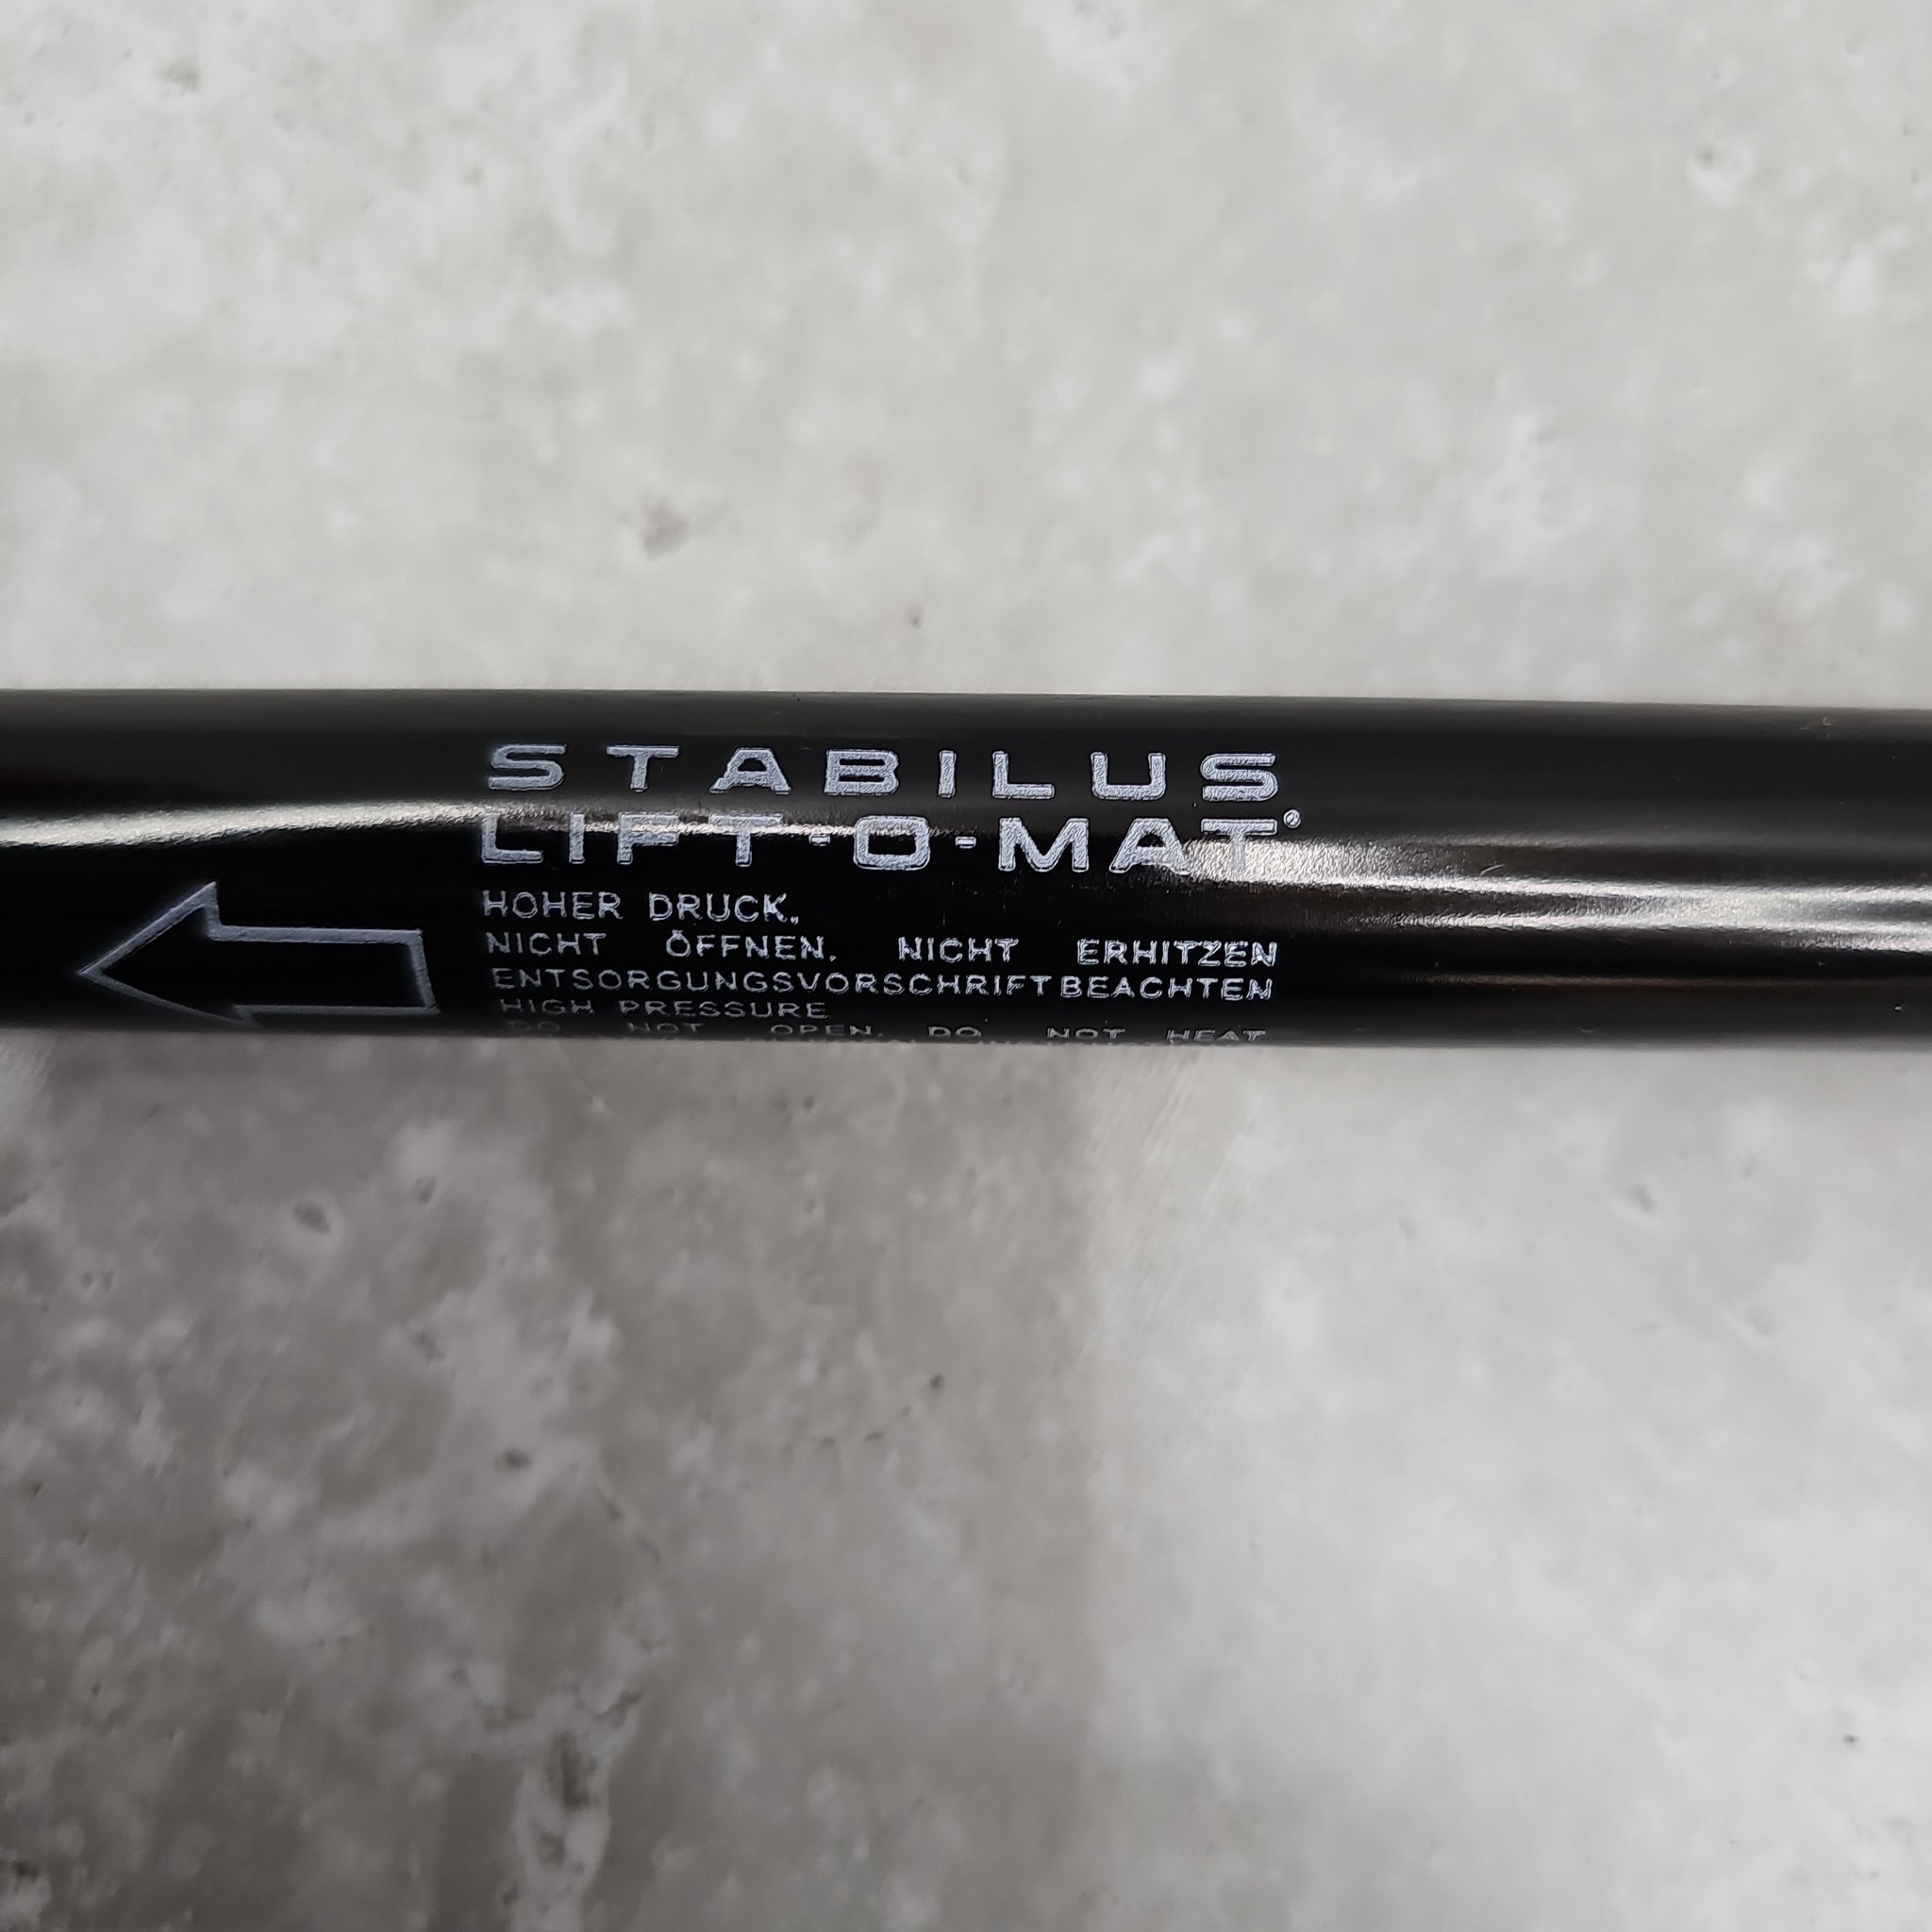 STABILUS
LIFT-O-MAT®
HOHER DRUCK.
NICHT ÖFFNEN. NICHT ERHITZEN
ENTSORGUNGSVORSCHRIFT BEACHTEN
HIGH PRESSURE
DO NOT OPEN. DO NOT HEAT